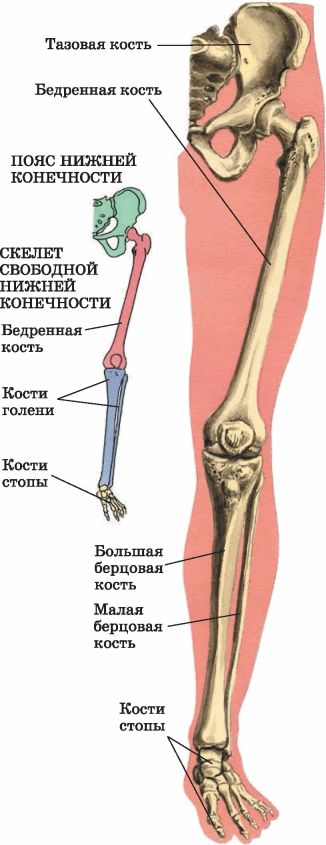 Тазовая кость
Бедренная кость
ПОЯС НИЖНЕЙ
КОНЕЧНОСТИ
СКЕЛЕТ
СВОБОДНОЙ
НИЖНЕЙ
КОНЕЧНОСТИ
Бедренная
кость
Кости
голени
Кости
стопы
Большая
берцовая
кость
Малая
берцовая
кость
Кости
стопы